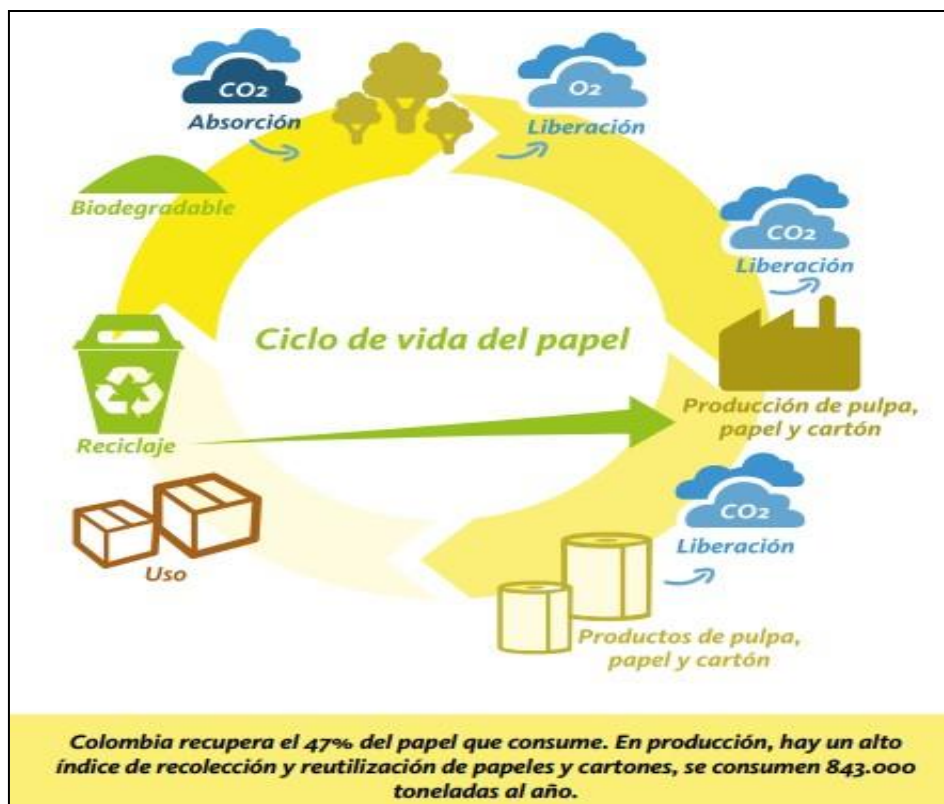 CO2
Absorción
O2
Liberación
CO2
Liberación
Biodegradable
Ciclo de vida del papel
Producción de pulpa,
papel y cartón
Reciclaje
CO2
Liberación
Uso
Productos de pulpa,
papel y cartón
Colombia recupera el 47% del papel que consume. En producción, hay un alto
índice de recolección y reutilización de papeles y cartones, se consumen 843.000
toneladas al año.